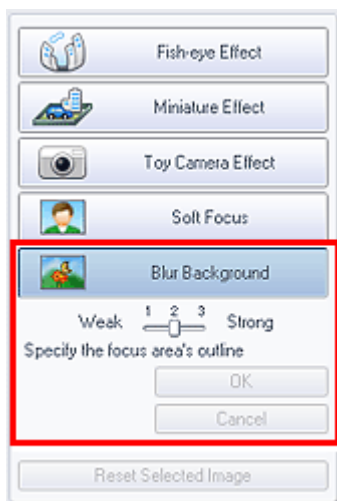 Fish-eye Effect
Miniature Effect
Toy Camera Effect
Soft Focus
Blur Background
1 2 3
Weak Strong
Specify the focus area's outline
OK
Cancel
Reset Selected Image